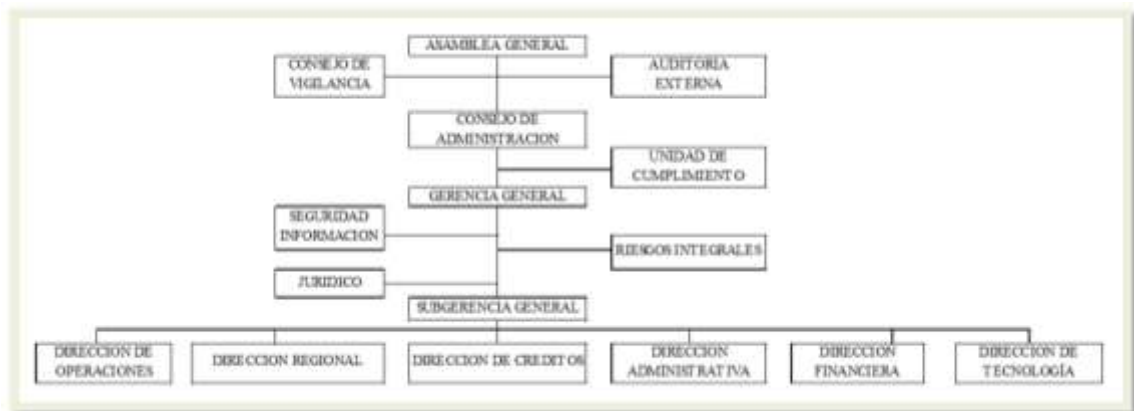 ASAMBLEA GENERAL
CONSEJO DE
VIGILANCIA
AUDITORIA
EXTERNA
CONSEJO DE
ADMINISTRACION
UNIDAD DE
CUMPLIMIENTO
GERENCIA GENERAL
SEGURIDAD
INFORMACION
RIESGOS INTEGRALES
JURIDICO
SUBGERENCIA GENERAL
DIRECCION DE
OPERACIONES
DIRECCION REGIONAL
DIRECCION DE CREDITOS
DIRECCION
ADMINISTRATIVA
DIRECCION
FINANCIERA
DIRECCION DE
TECNOLOGÍA